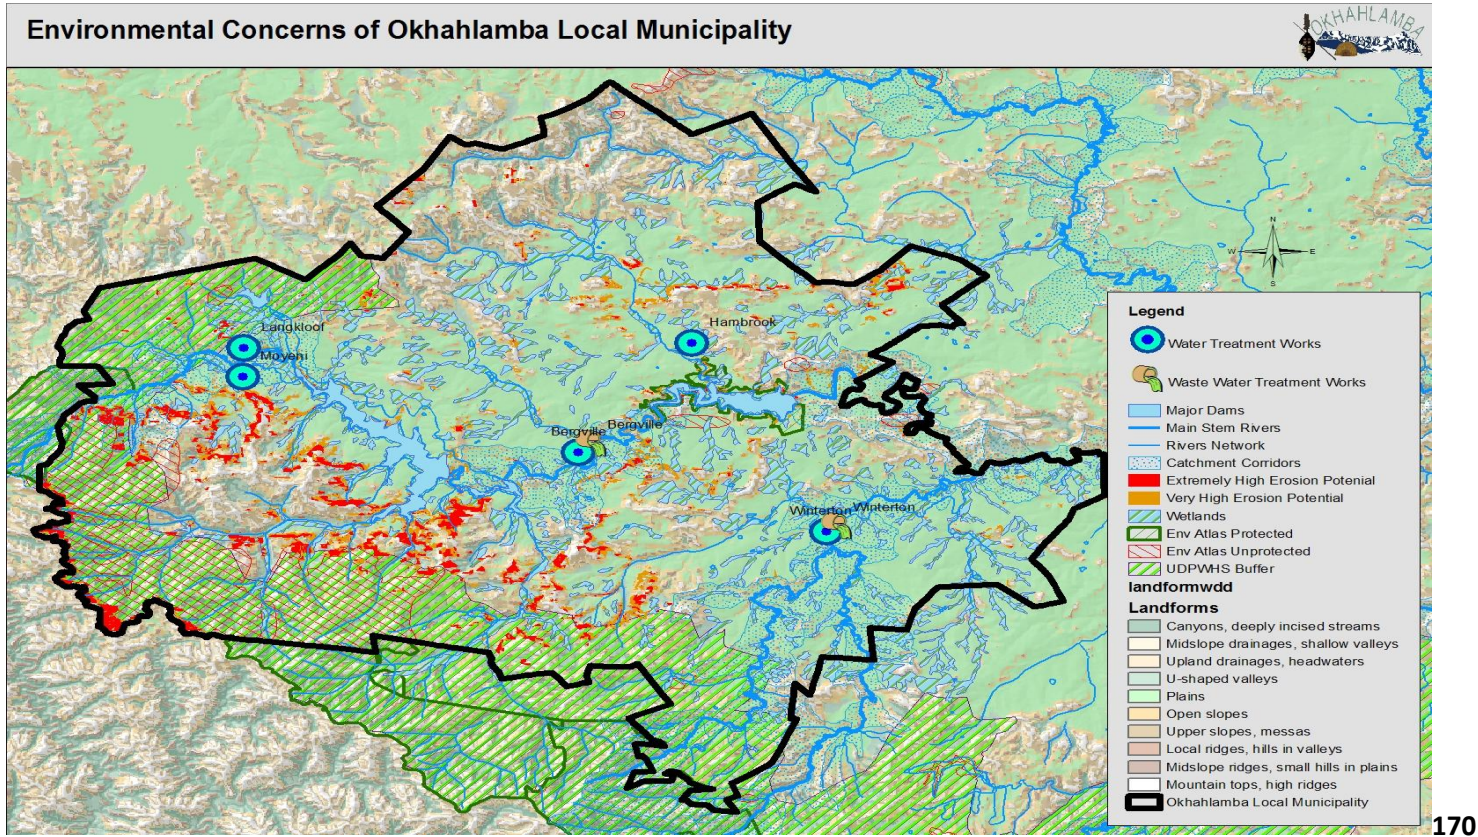 Environmental Concerns of Okhahlamba Local Municipality
OKHAHLAMBA
N
W
E
S
Langkloof
Moyeni
Hambrook
Bergville
Bergville
Winterton
Winterton
Legend
Water Treatment Works
Waste Water Treatment Works
Major Dams
Main Stem Rivers
Rivers Network
Catchment Corridors
Extremely High Erosion Potenial
Very High Erosion Potential
Wetlands
Env Atlas Protected
Env Atlas Unprotected
UDPWHS Buffer
landformwdd
Landforms
Canyons, deeply incised streams
Midslope drainages, shallow valleys
Upland drainages, headwaters
U-shaped valleys
Plains
Open slopes
Upper slopes, messas
Local ridges, hills in valleys
Midslope ridges, small hills in plains
Mountain tops, high ridges
Okhahlamba Local Municipality
170